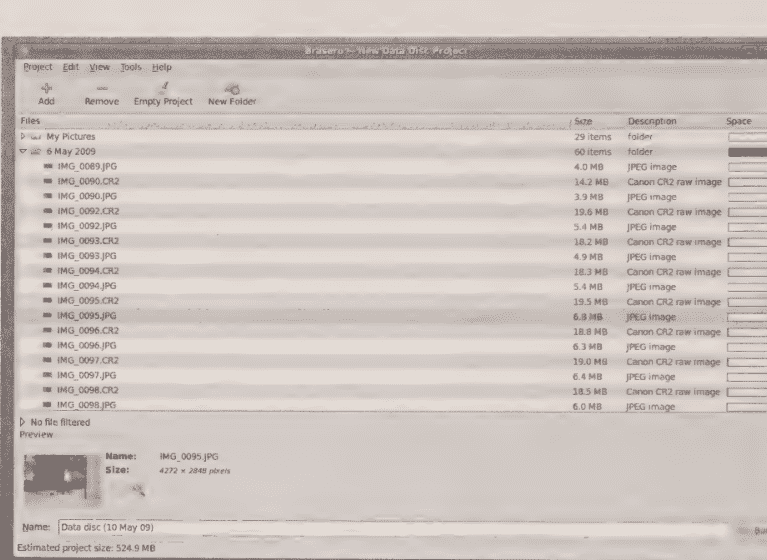 Brasero - New Data Disc Project
Project Edit View Tools Help
Add Remove Empty Project New Folder
Files Size Description Space
My Pictures 29 items folder
6 May 2009 60 items folder
IMG_0089.JPG 4.0 MB JPEG image
IMG_0090.CR2 14.2 MB Canon CR2 raw image
IMG_0090.JPG 3.9 MB JPEG image
IMG_0092.CR2 19.6 MB Canon CR2 raw image
IMG_0092.JPG 5.4 MB JPEG image
IMG_0093.CR2 18.2 MB Canon CR2 raw image
IMG_0093.JPG 4.9 MB JPEG image
IMG_0094.CR2 18.3 MB Canon CR2 raw image
IMG_0094.JPG 5.4 MB JPEG image
IMG_0095.CR2 19.5 MB Canon CR2 raw image
IMG_0095.JPG 6.8 MB JPEG image
IMG_0096.CR2 18.8 MB Canon CR2 raw image
IMG_0096.JPG 6.3 MB JPEG image
IMG_0097.CR2 19.0 MB Canon CR2 raw image
IMG_0097.JPG 6.4 MB JPEG image
IMG_0098.CR2 18.5 MB Canon CR2 raw image
IMG_0098.JPG 6.0 MB JPEG image
No file filtered
Preview
Name: IMG_0095.JPG
Size: 4272 × 2848 pixels
Name: Data disc (10 May 09)
Estimated project size: 524.9 MB